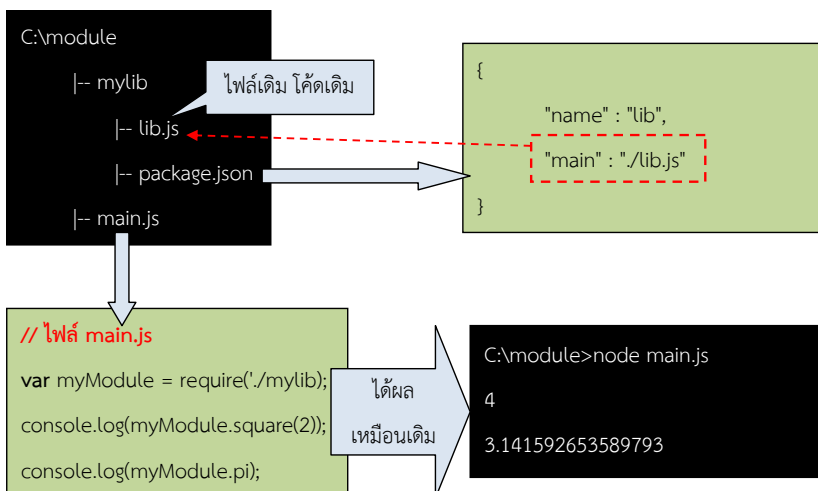 C:\module
|-- mylib
ไฟล์เดิม โค้ดเดิม
|-- lib.js
|-- package.json
|-- main.js
{
"name" : "lib",
"main" : "./lib.js"
}
// ไฟล์ main.js
var myModule = require('./mylib);
console.log(myModule.square(2));
console.log(myModule.pi);
ได้ผล
เหมือนเดิม
C:\module>node main.js
4
3.141592653589793